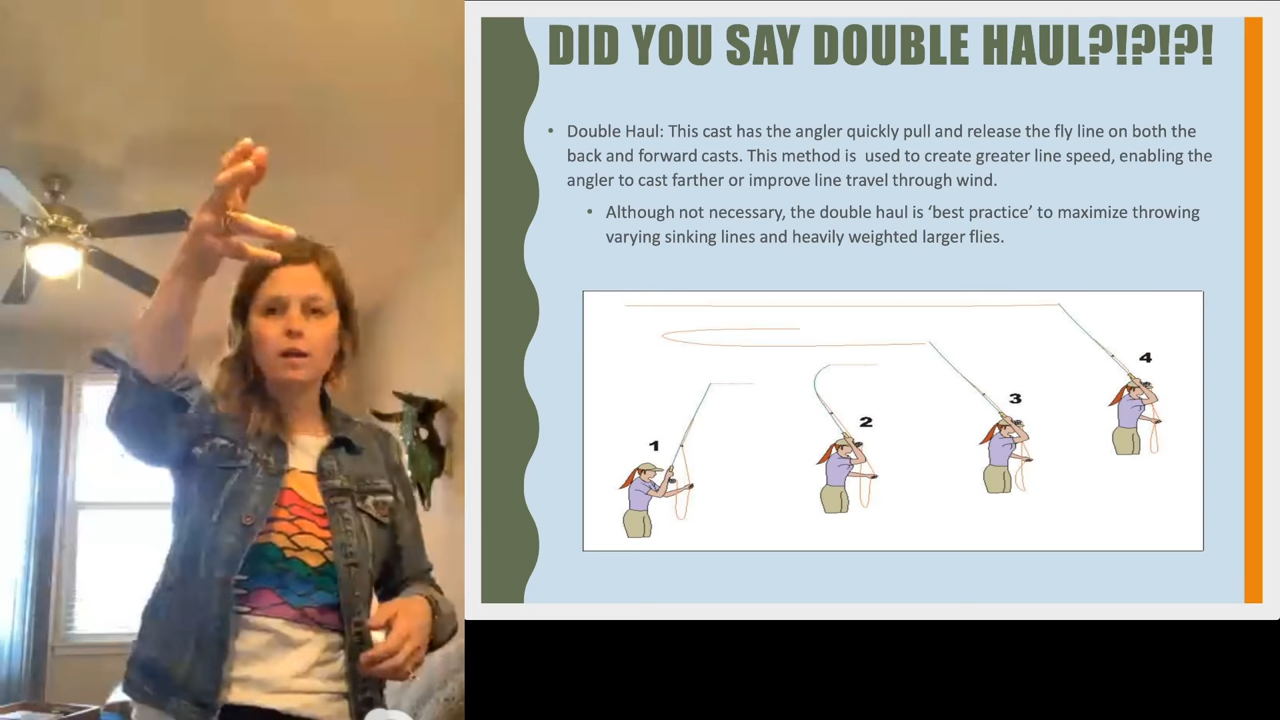 DID YOU SAY DOUBLE HAUL?!?!?!
• Double Haul: This cast has the angler quickly pull and release the fly line on both the
back and forward casts. This method is used to create greater line speed, enabling the
angler to cast farther or improve line travel through wind.
• Although not necessary, the double haul is ‘best practice’ to maximize throwing
varying sinking lines and heavily weighted larger flies.
1
2
3
4